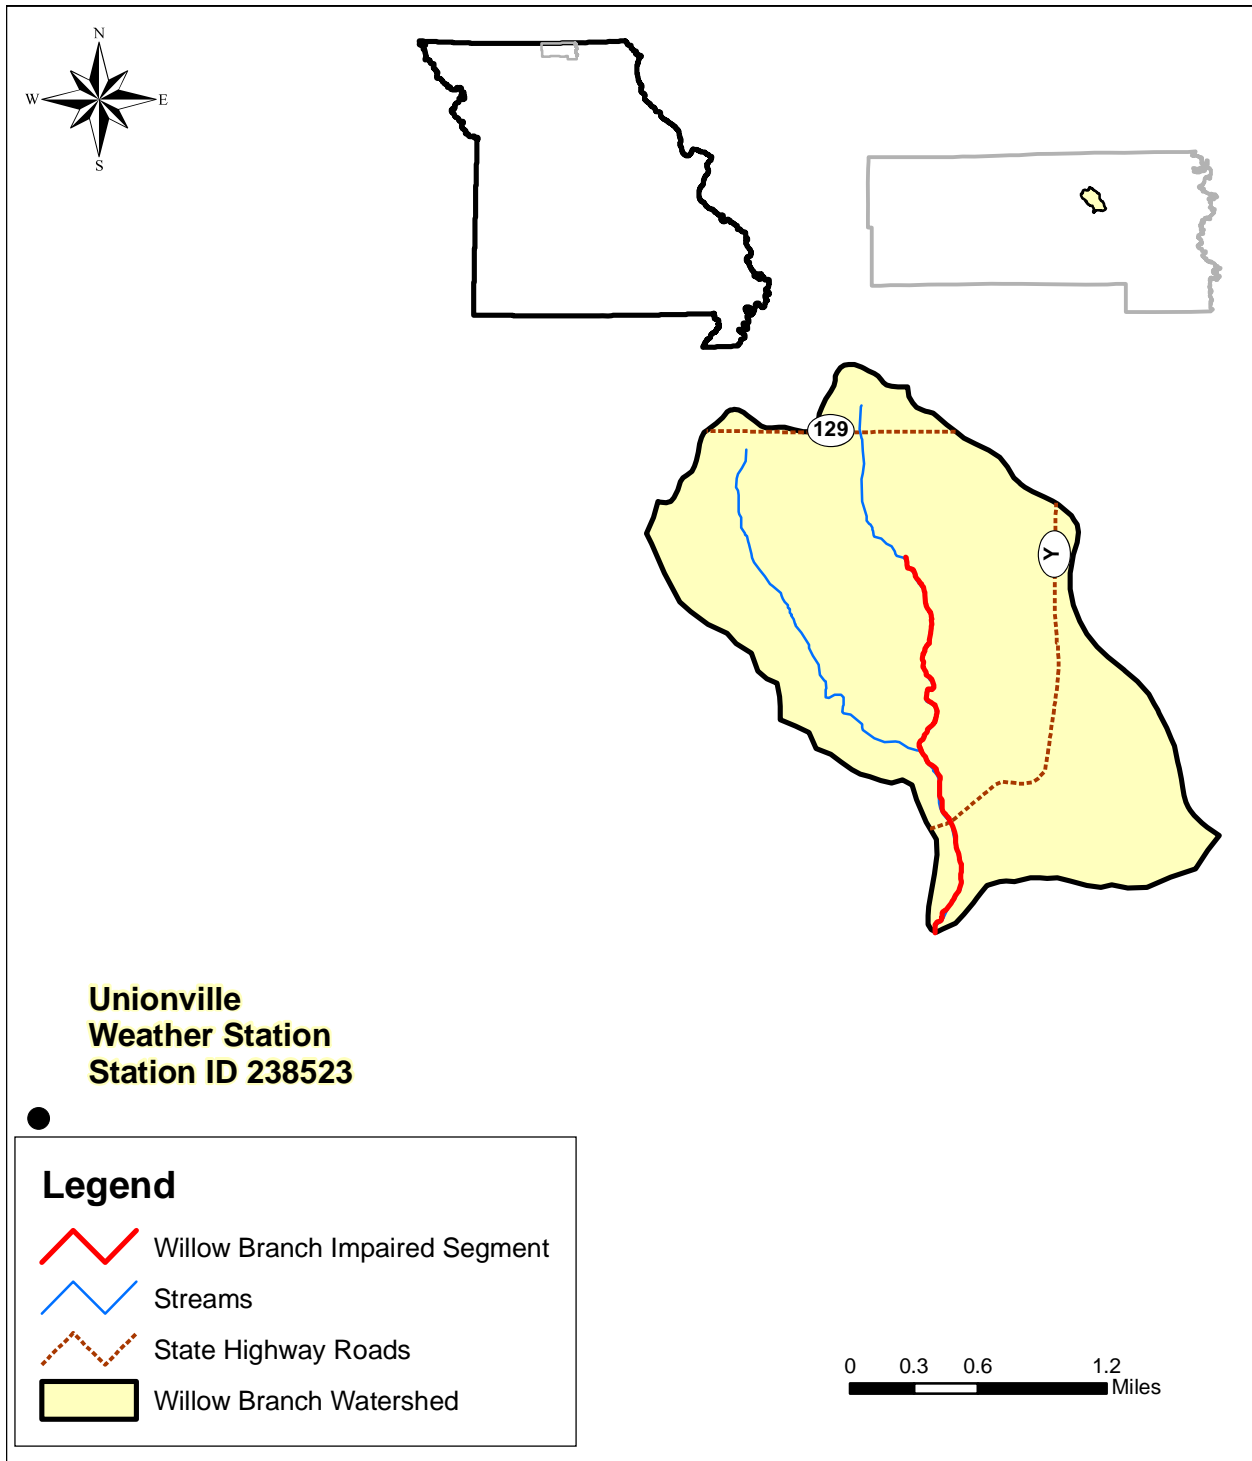 N
W
E
S
129
Y
Unionville
Weather Station
Station ID 238523
Legend
Willow Branch Impaired Segment
Streams
State Highway Roads
Willow Branch Watershed
0 0.3 0.6 1.2
Miles